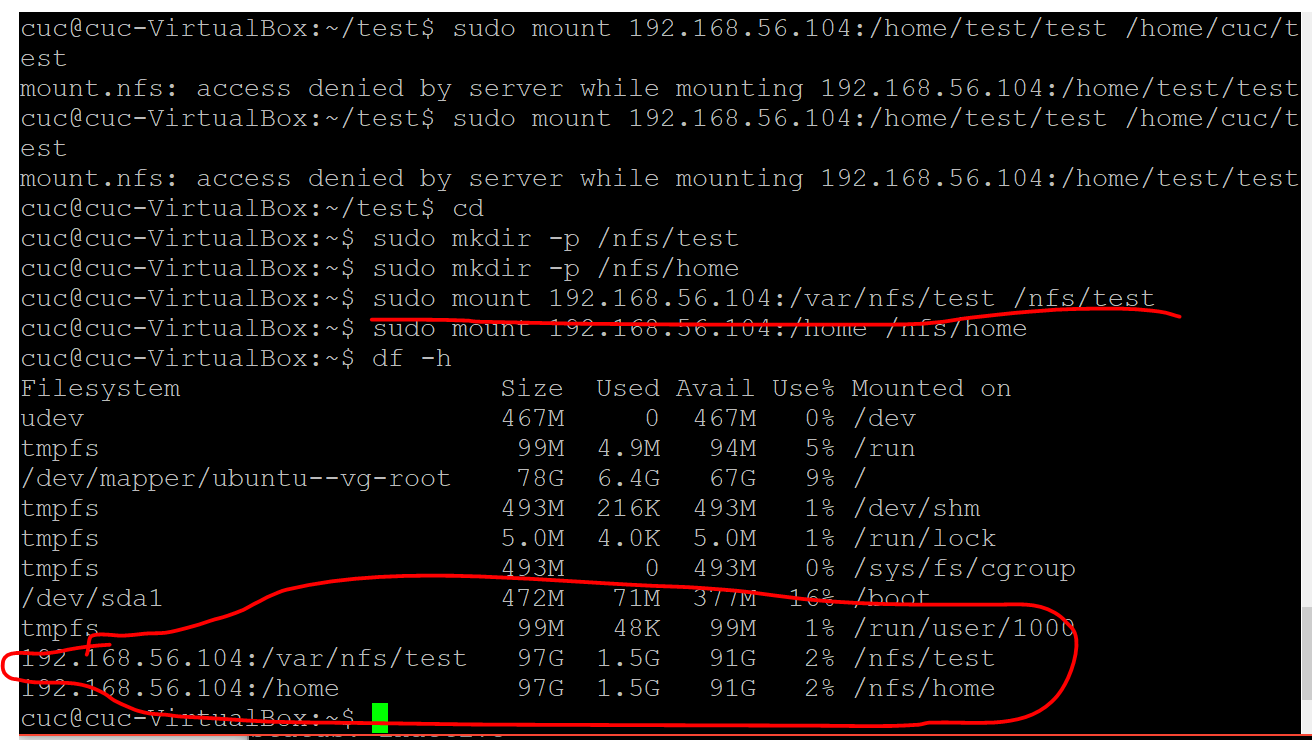 cuc@cuc-VirtualBox:~/test$ sudo mount 192.168.56.104:/home/test/test /home/cuc/t
est
mount.nfs: access denied by server while mounting 192.168.56.104:/home/test/test
cuc@cuc-VirtualBox:~/test$ sudo mount 192.168.56.104:/home/test/test /home/cuc/t
est
mount.nfs: access denied by server while mounting 192.168.56.104:/home/test/test
cuc@cuc-VirtualBox:~/test$ cd
cuc@cuc-VirtualBox:~$ sudo mkdir -p /nfs/test
cuc@cuc-VirtualBox:~$ sudo mkdir -p /nfs/home
cuc@cuc-VirtualBox:~$ sudo mount 192.168.56.104:/var/nfs/test /nfs/test
cuc@cuc-VirtualBox:~$ sudo mount 192.168.56.104:/home /nfs/home
cuc@cuc-VirtualBox:~$ df -h
Filesystem Size Used Avail Use% Mounted on
udev 467M 0 467M 0% /dev
tmpfs 99M 4.9M 94M 5% /run
/dev/mapper/ubuntu--vg-root 78G 6.4G 67G 9% /
tmpfs 493M 216K 493M 1% /dev/shm
tmpfs 5.0M 4.0K 5.0M 1% /run/lock
tmpfs 493M 0 493M 0% /sys/fs/cgroup
/dev/sda1 472M 71M 377M 16% /boot
tmpfs 99M 48K 99M 1% /run/user/1000
192.168.56.104:/var/nfs/test 97G 1.5G 91G 2% /nfs/test
192.168.56.104:/home 97G 1.5G 91G 2% /nfs/home
cuc@cuc-VirtualBox:~$